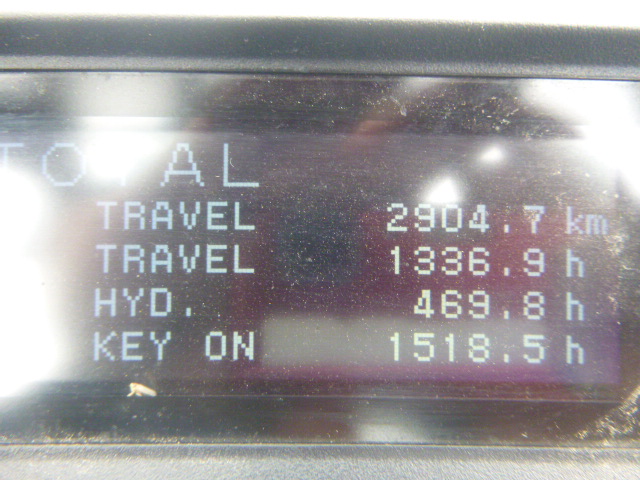 TOTAL
TRAVEL 2904.7 km
TRAVEL 1336.9 h
HYD. 469.8 h
KEY ON 1518.5 h